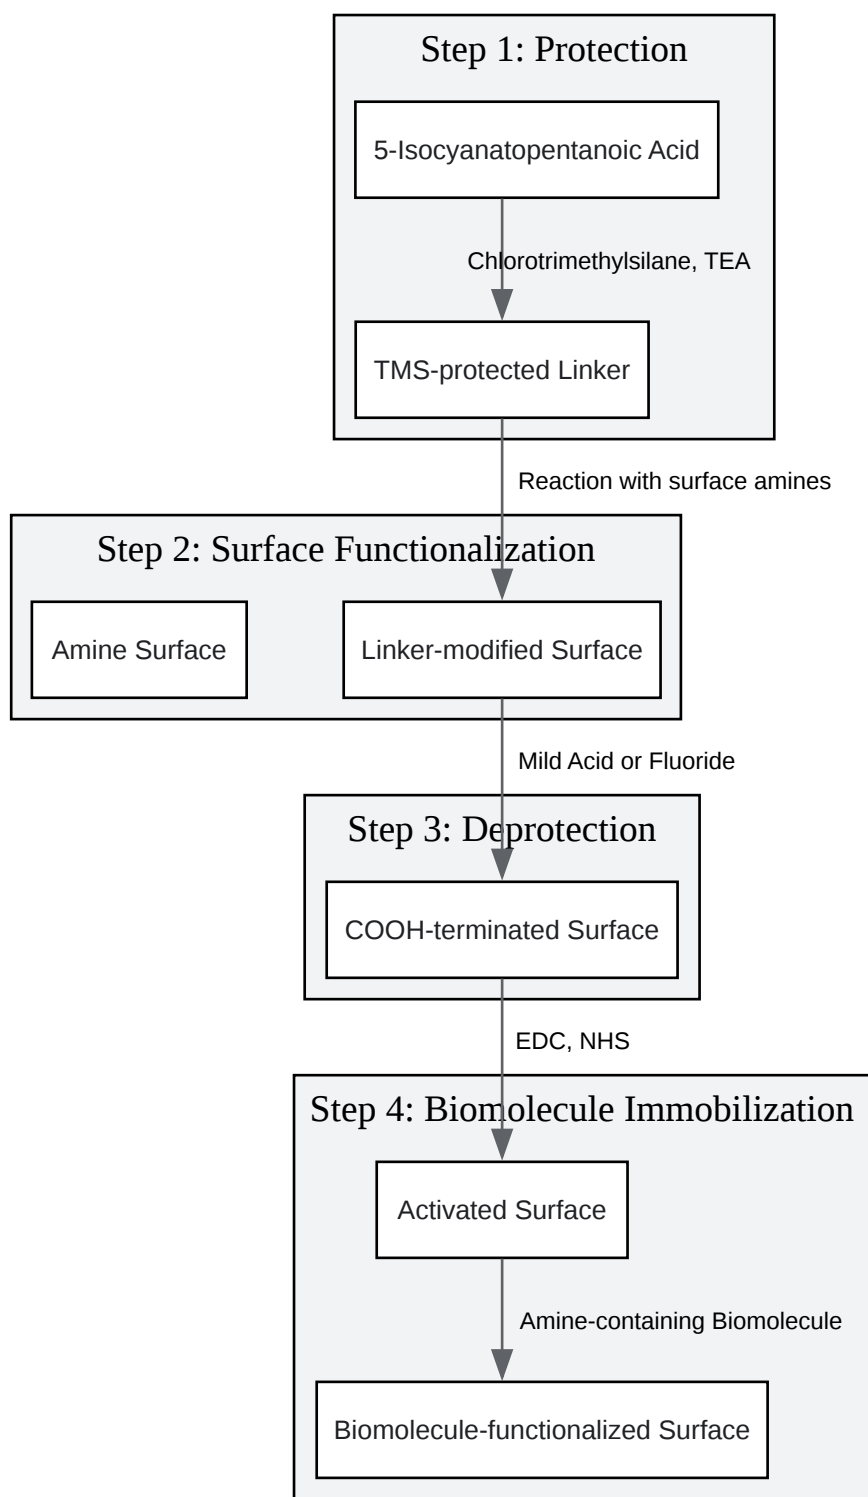 Step 1: Protection
5-Isocyanatopentanoic Acid
Chlorotrimethylsilane, TEA
TMS-protected Linker
Reaction with surface amines
Step 2: Surface Functionalization
Amine Surface
Linker-modified Surface
Mild Acid or Fluoride
Step 3: Deprotection
COOH-terminated Surface
EDC, NHS
Step 4: Biomolecule Immobilization
Activated Surface
Amine-containing Biomolecule
Biomolecule-functionalized Surface